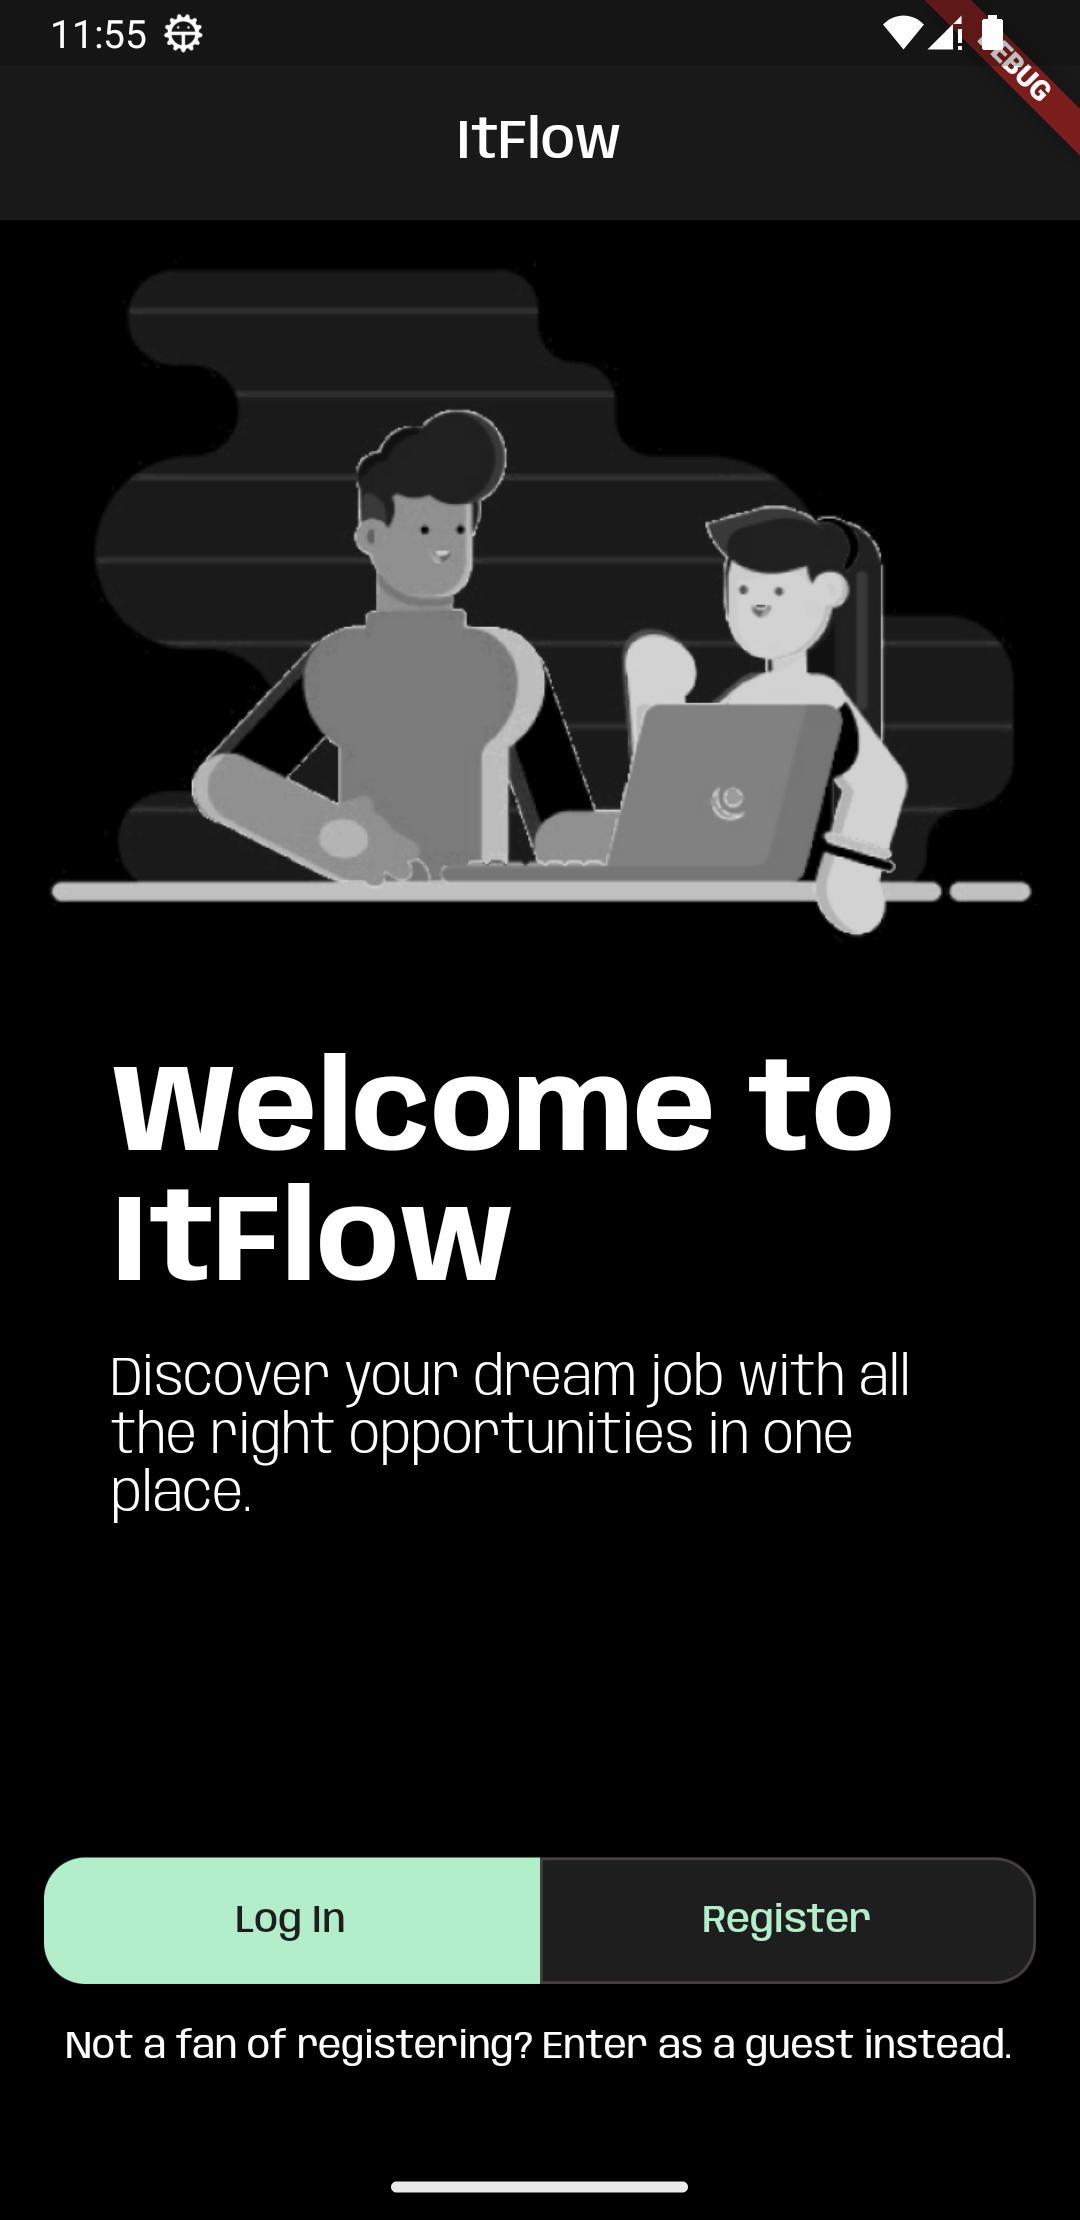 11:55
DEBUG
ItFlow
Welcome to
ItFlow
Discover your dream job with all
the right opportunities in one
place.
Log In
Register
Not a fan of registering? Enter as a guest instead.